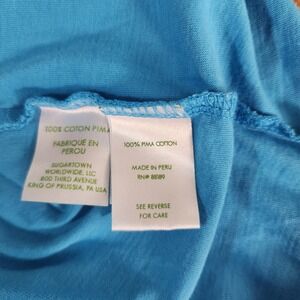 100% COTON PIMA
FABRIQUÉ EN
PEROU
SUGARTOWN
WORLDWIDE, LLC
800 THIRD AVENUE
KING OF PRUSSIA, PA USA
100% PIMA COTTON
MADE IN PERU
RN# 88189
SEE REVERSE
FOR CARE